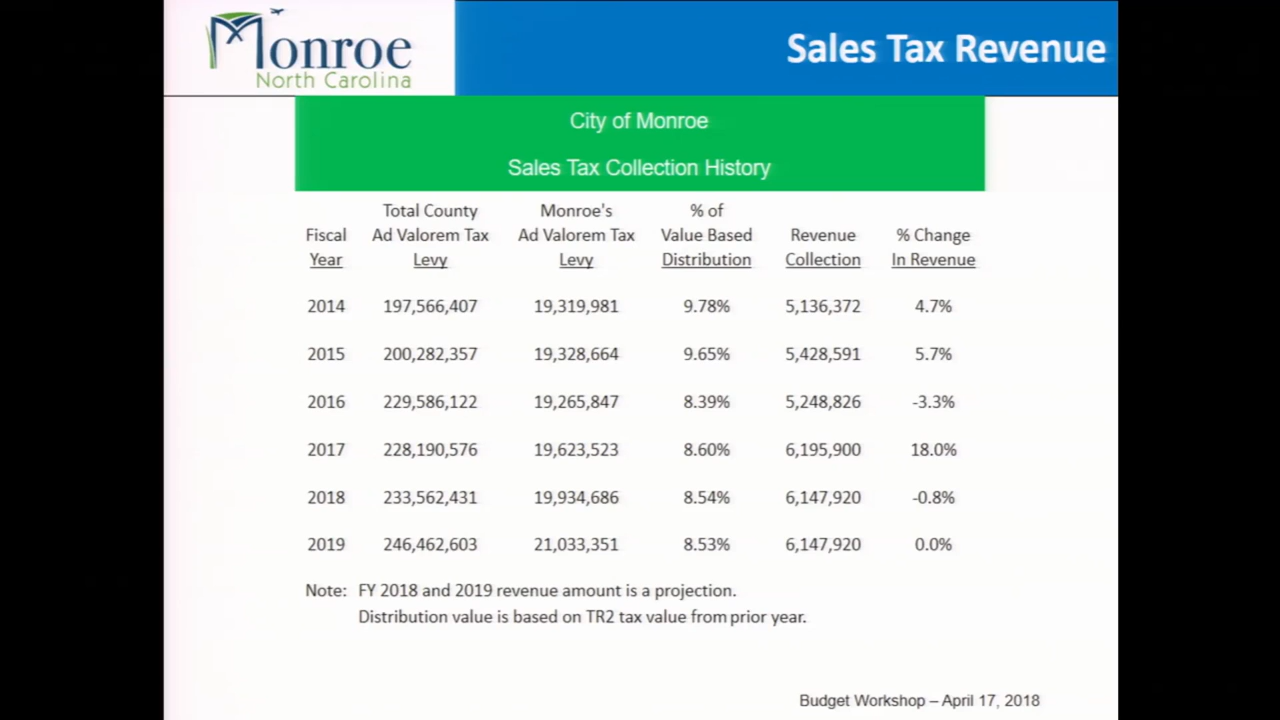 Monroe
North Carolina
Sales Tax Revenue
City of Monroe
Sales Tax Collection History
Total County Monroe's % of
Fiscal Ad Valorem Tax Ad Valorem Tax Value Based Revenue % Change
Year Levy Levy Distribution Collection In Revenue
2014 197,566,407 19,319,981 9.78% 5,136,372 4.7%
2015 200,282,357 19,328,664 9.65% 5,428,591 5.7%
2016 229,586,122 19,265,847 8.39% 5,248,826 -3.3%
2017 228,190,576 19,623,523 8.60% 6,195,900 18.0%
2018 233,562,431 19,934,686 8.54% 6,147,920 -0.8%
2019 246,462,603 21,033,351 8.53% 6,147,920 0.0%
Note: FY 2018 and 2019 revenue amount is a projection.
Distribution value is based on TR2 tax value from prior year.
Budget Workshop – April 17, 2018